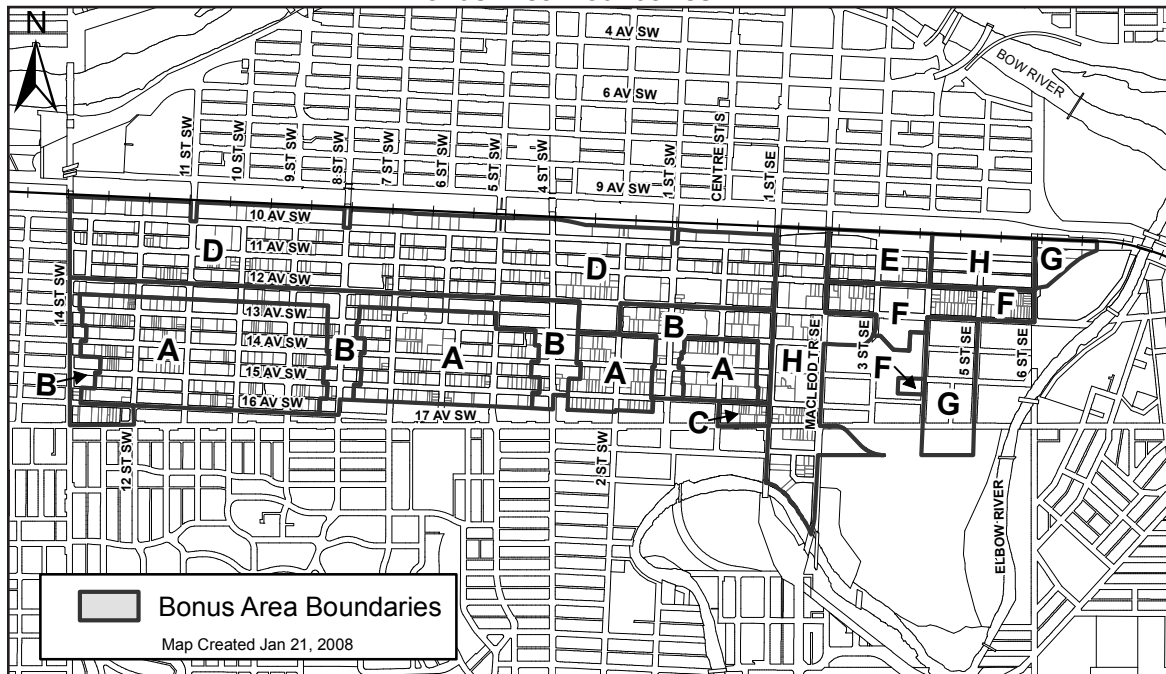 N
4 AV SW
BOW RIVER
6 AV SW
11 ST SW
10 ST SW
9 ST SW
8 ST SW
7 ST SW
6 ST SW
5 ST SW
4 ST SW
9 AV SW
1 ST SW
CENTRE ST S
1 ST SE
10 AV SW
D
11 AV SW
12 AV SW
D
E
H
G
14 ST SW
13 AV SW
F
F
A
14 AV SW
B
A
B
A
B
A
H
MACLEOD TR SE
3 ST SE
F
5 ST SE
6 ST SE
B
15 AV SW
16 AV SW
17 AV SW
C
G
12 ST SW
2 ST SW
ELBOW RIVER
Bonus Area Boundaries
Map Created Jan 21, 2008